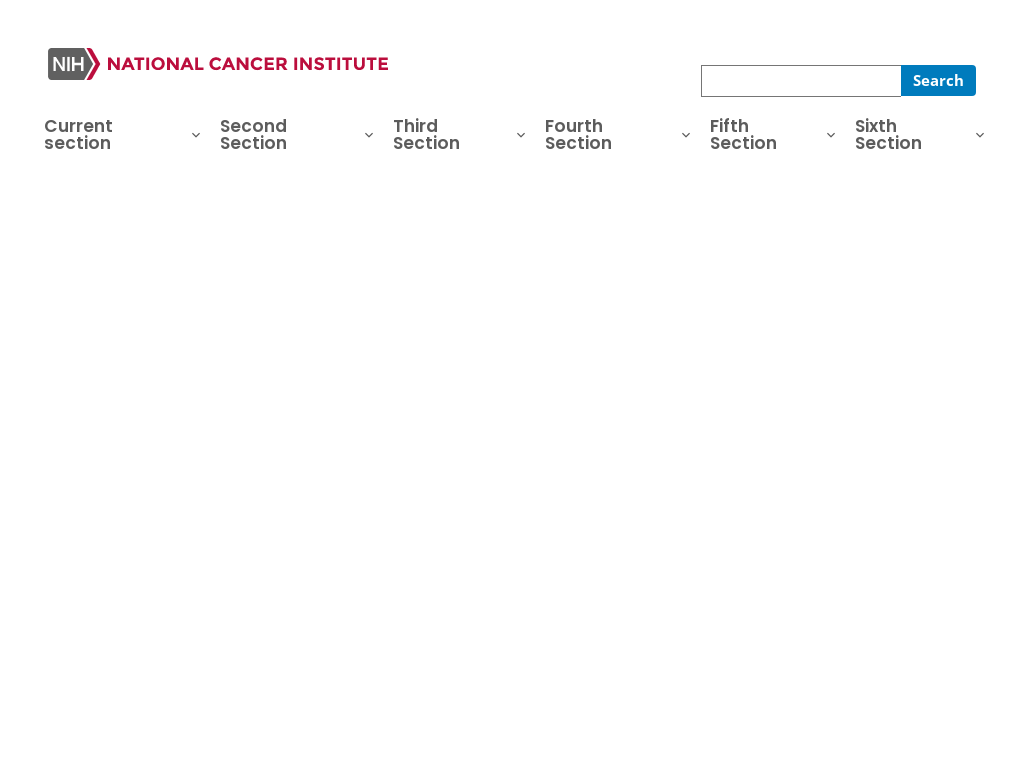 NIH NATIONAL CANCER INSTITUTE
Search
Current section
Second Section
Third Section
Fourth Section
Fifth Section
Sixth Section